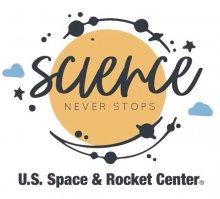 science
NEVER STOPS
U.S. Space & Rocket Center®